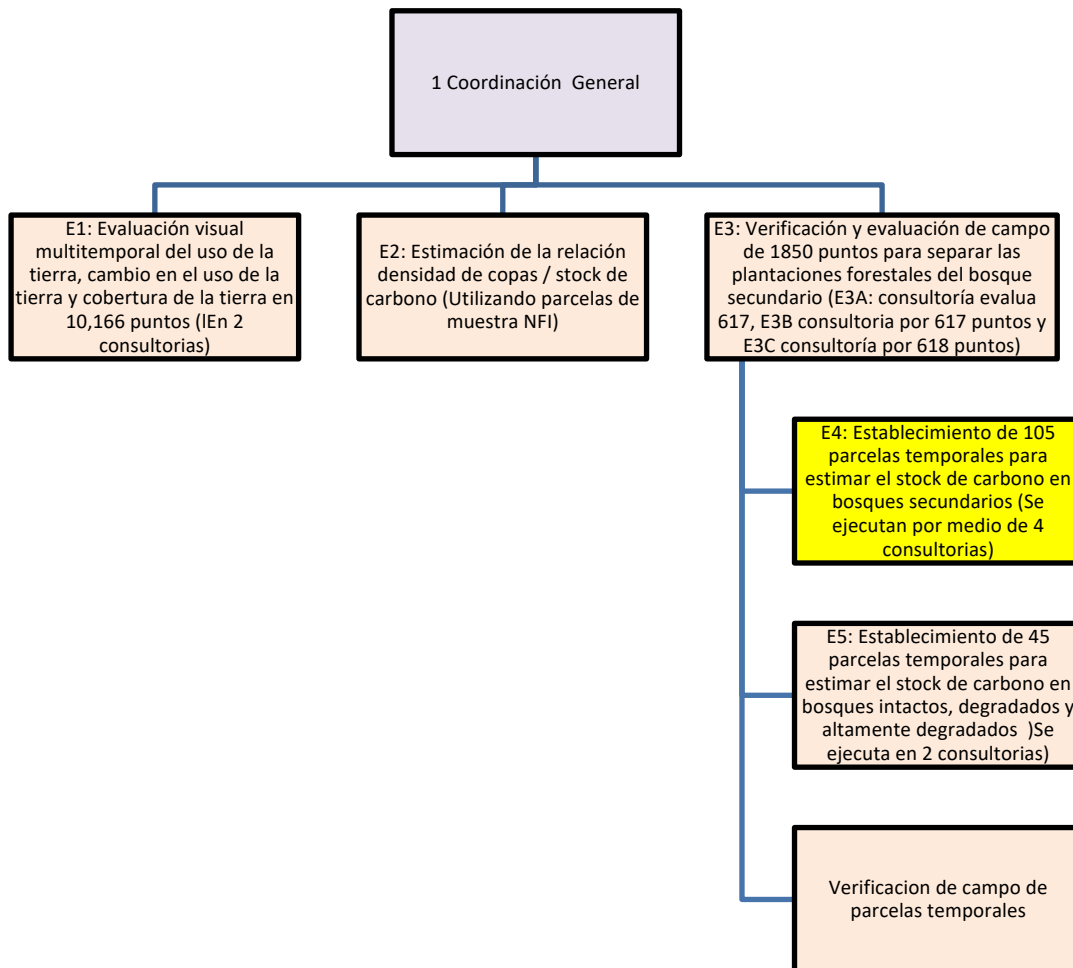 1 Coordinación  General
E1: Evaluación visual
multitemporal del uso de la
tierra, cambio en el uso de la
tierra y cobertura de la tierra en
10,166 puntos (lEn 2
consultorias)
E2: Estimación de la relación
densidad de copas / stock de
carbono (Utilizando parcelas de
muestra NFI)
E3: Verificación y evaluación de campo
de 1850 puntos para separar las
plantaciones forestales del bosque
secundario (E3A: consultoría evalua
617, E3B consultoria por 617 puntos y
E3C consultoría por 618 puntos)
E4: Establecimiento de 105
parcelas temporales para
estimar el stock de carbono en
bosques secundarios (Se
ejecutan por medio de 4
consultorias)
E5: Establecimiento de 45
parcelas temporales para
estimar el stock de carbono en
bosques intactos, degradados y
altamente degradados  )Se
ejecuta en 2 consultorias)
Verificacion de campo de
parcelas temporales